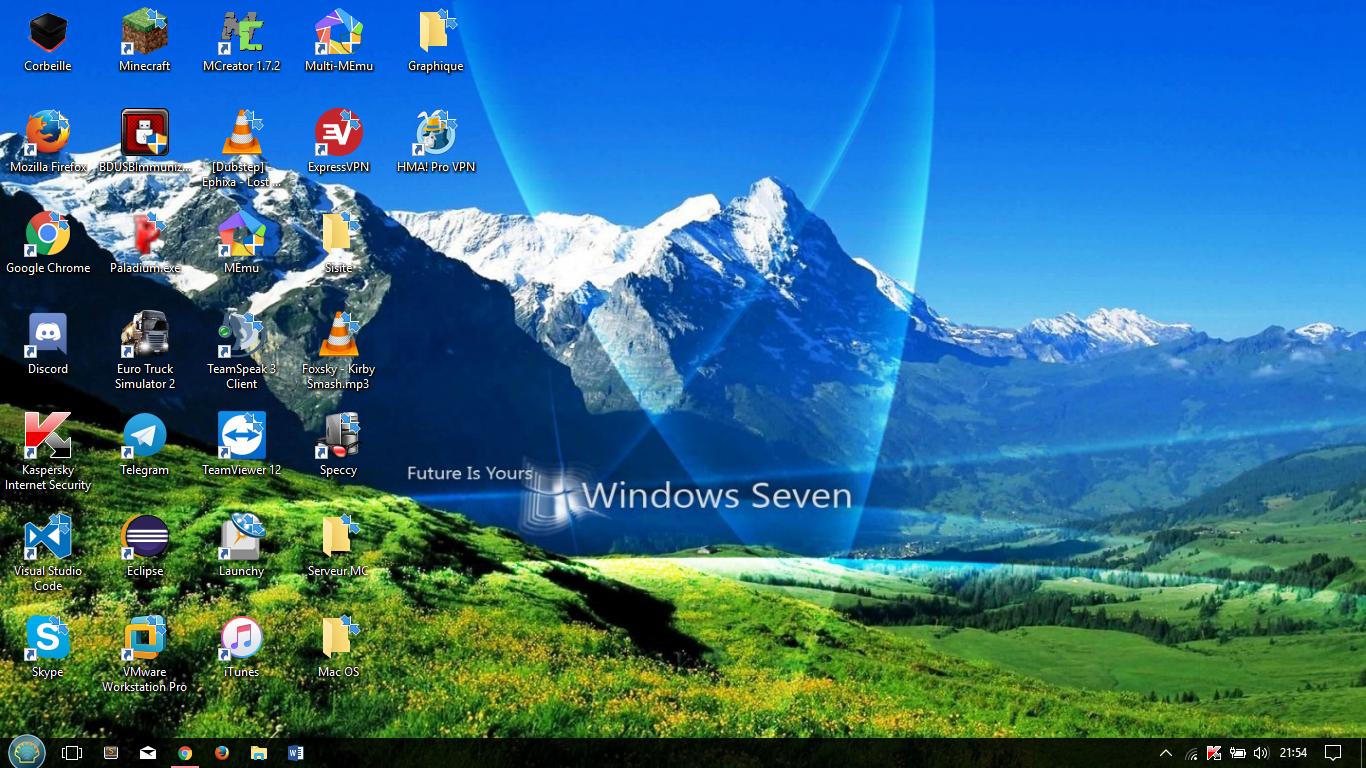 Corbeille
Minecraft
MCreator 1.7.2
Multi-MEmu
Graphique
Mozilla Firefox
BDUSBImmuniz...
[Dubstep] -
Ephixa - Lost ...
ExpressVPN
HMA! Pro VPN
Google Chrome
Paladium.exe
MEmu
Sisite
Discord
Euro Truck
Simulator 2
TeamSpeak 3
Client
Foxsky - Kirby
Smash.mp3
Kaspersky
Internet Security
Telegram
TeamViewer 12
Speccy
Future Is Yours
Windows Seven
Visual Studio
Code
Eclipse
Launchy
Serveur MC
Skype
VMware
Workstation Pro
iTunes
Mac OS
21:54